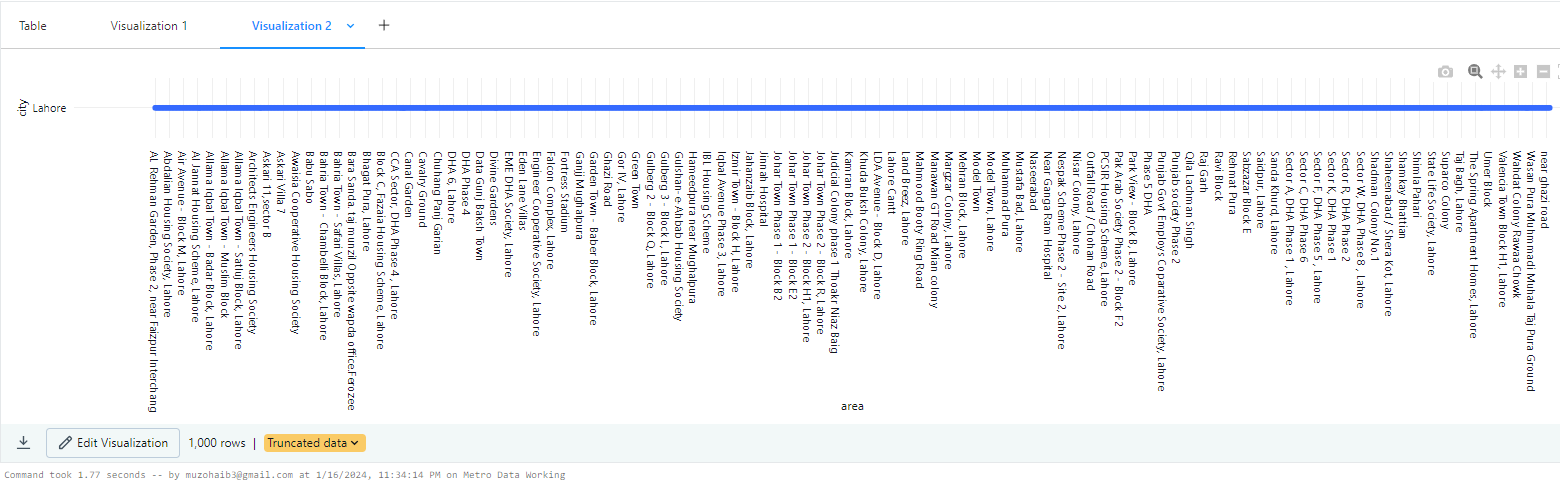 Table
Visualization 1
Visualization 2
+
city
Lahore
AL Rehman Garden, Phase 2, near Faizpur Interchang
Abdalian Housing Society, Lahore
Air Avenue - Block M, Lahore
Al Jannat Housing Scheme, Lahore
Allama Iqbal Town - Badar Block, Lahore
Allama Iqbal Town - Muslim Block
Allama Iqbal Town - Satluj Block, Lahore
Architects Engineers Housing Society
Askari 11,sector B
Askari Villa 7
Awaisia Cooperative Housing Society
Babu Sabo
Bahria Town - Chambelli Block, Lahore
Bahria Town - Safari Villas, Lahore
Bara Sanda. taj munzil Oppsite wapda office.Ferozee
Bhagat Pura, Lahore
Block C, Fazaia Housing Scheme, Lahore
CCA Sector, DHA Phase 4, Lahore
Canal Garden
Cavalry Ground
Chuhang Panj Garian
DHA 6, Lahore
DHA Phase 4
Data Gunj Baksh Town
Divine Gardens
EME DHA Society, Lahore
Eden Lane Villas
Engineer Cooperative Society, Lahore
Falcon Complex, Lahore
Fortress Stadium
Ganjj Mughalpura
Garden Town - Baber Block, Lahore
Ghazi Road
Gor IV, Lahore
Green Town
Gulberg 2 - Block Q, Lahore
Gulberg 3 - Block L, Lahore
Gulshan-e-Ahbab Housing Society
Hameedpura near Mughalpura
IBL Housing Scheme
Iqbal Avenue Phase 3, Lahore
Izmir Town - Block H, Lahore
Jahanzaib Block, Lahore
Jinnah Hospital
Johar Town Phase 1 - Block B2
Johar Town Phase 1 - Block E2
Johar Town Phase 2 - Block H1, Lahore
Johar Town Phase 2 - Block R, Lahore
Judicial Colony phase 1 Thoakr Niaz Baig
Kamran Block, Lahore
Khuda Buksh Colony, Lahore
LDA Avenue - Block D, Lahore
Lahore Cantt
Land Breez, Lahore
Mahmood Booty Ring Road
Manawan GT Road Mian colony
Margzar Colony, Lahore
Mehran Block, Lahore
Model Town
Model Town, Lahore
Muhammad Pura
Mustafa Bad, Lahore
Naseerabad
Near Ganga Ram Hospital
Nespak Scheme Phase 2 - Site 2, Lahore
Nisar Colony, Lahore
Outfall Road / Chohan Road
PCSIR Housing Scheme, Lahore
Pak Arab Society Phase 2 - Block F2
Park View - Block B, Lahore
Phase 5 DHA
Punjab Govt Employs Coparative Society, Lahore
Punjab society Phase 2
Qila Lachman Singh
Raj Garh
Ravi Block
Rehmat Pura
Sabzazar Block E
Saidpur, Lahore
Sanda Khurd, Lahore
Sector A, DHA Phase 1 , Lahore
Sector C, DHA Phase 6
Sector F, DHA Phase 5 , Lahore
Sector K, DHA Phase 1
Sector R, DHA Phase 2
Sector W, DHA Phase 8 , Lahore
Shadman Colony No.1
Shaheenabad / Shera Kot, Lahore
Shamkay Bhattian
Shimla Pahari
State Life Society, Lahore
Suparco Colony
Taj Bagh, Lahore
The Spring Apartment Homes, Lahore
Umer Block
Valencia Town Block H1, Lahore
Wahdat Colony Rawaa Chowk
Wasan Pura Muhmmadi Muhala Taj Pura Ground
near ghazi road
area
Edit Visualization
1,000 rows |
Truncated data
Command took 1.77 seconds -- by muzohaib3@gmail.com at 1/16/2024, 11:34:14 PM on Metro Data Working